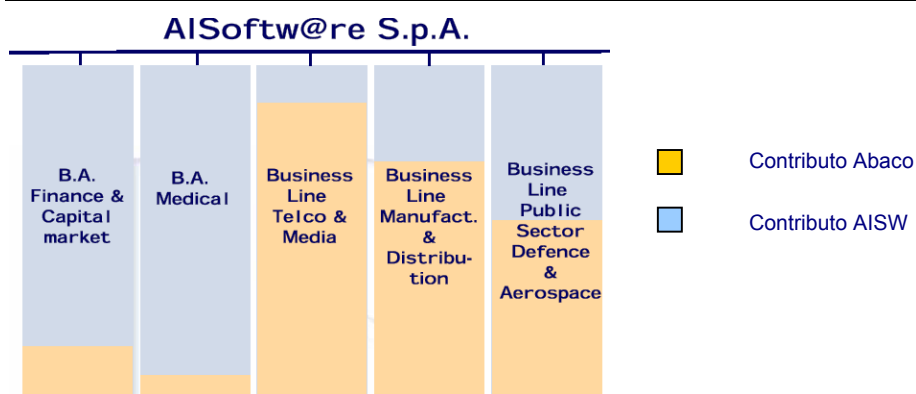 AISoftw@re S.p.A.
B.A.
Finance &
Capital
market
B.A.
Medical
Business
Line
Telco &
Media
Business
Line
Manufact.
&
Distribu-
tion
Business
Line
Public
Sector
Defence
&
Aerospace
Contributo Abaco
Contributo AISW